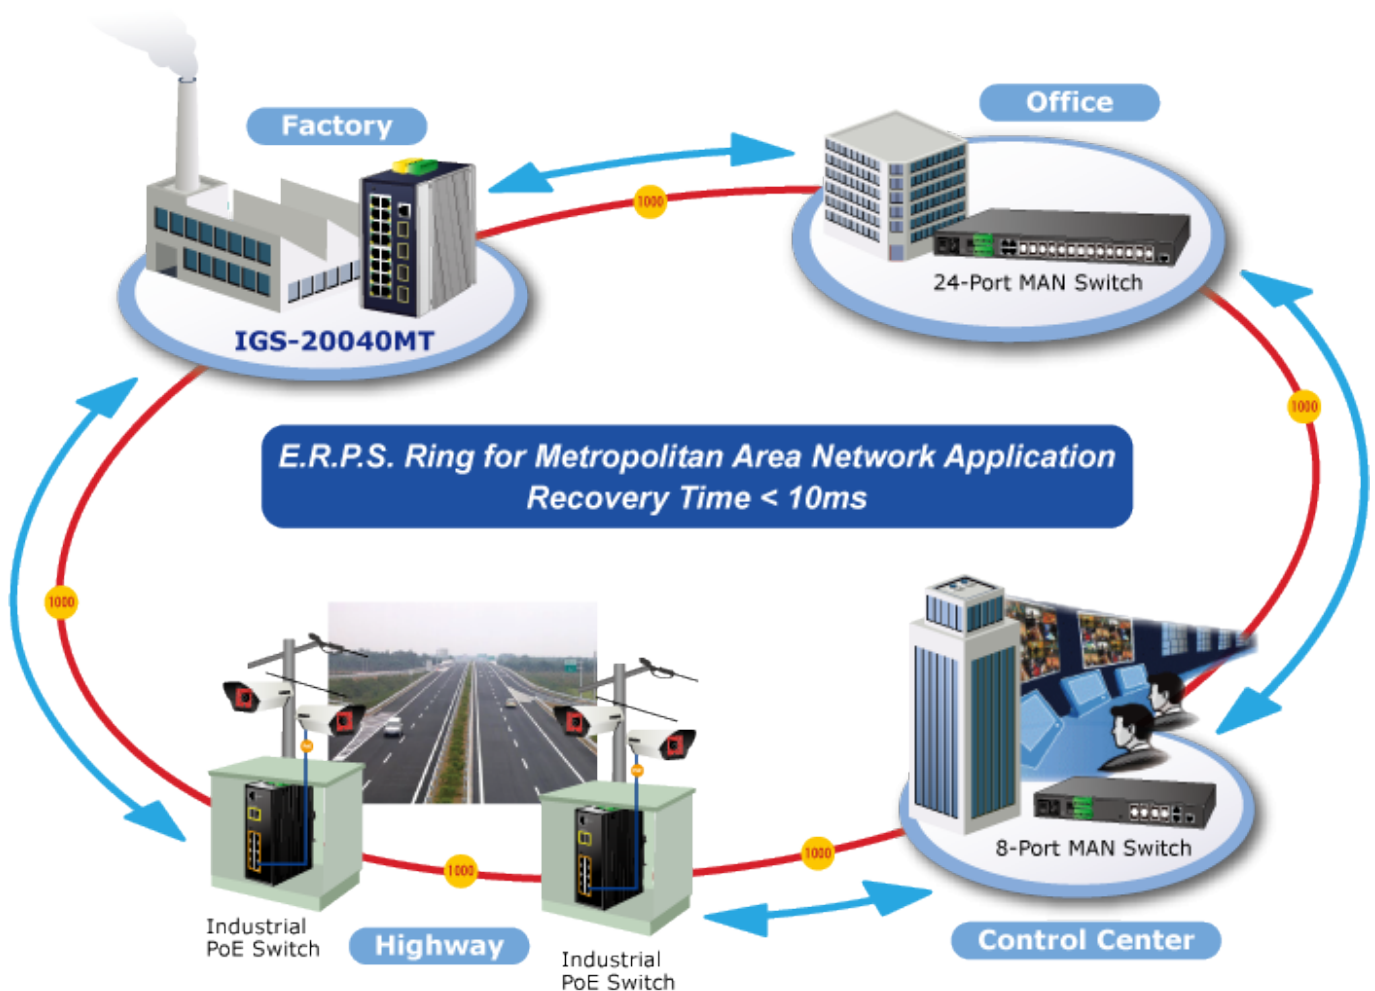 Office
Factory
1000
24-Port MAN Switch
IGS-20040MT
1000
E.R.P.S. Ring for Metropolitan Area Network Application
Recovery Time < 10ms
1000
1000
8-Port MAN Switch
1000
Industrial
PoE Switch
Highway
Control Center
Industrial
PoE Switch